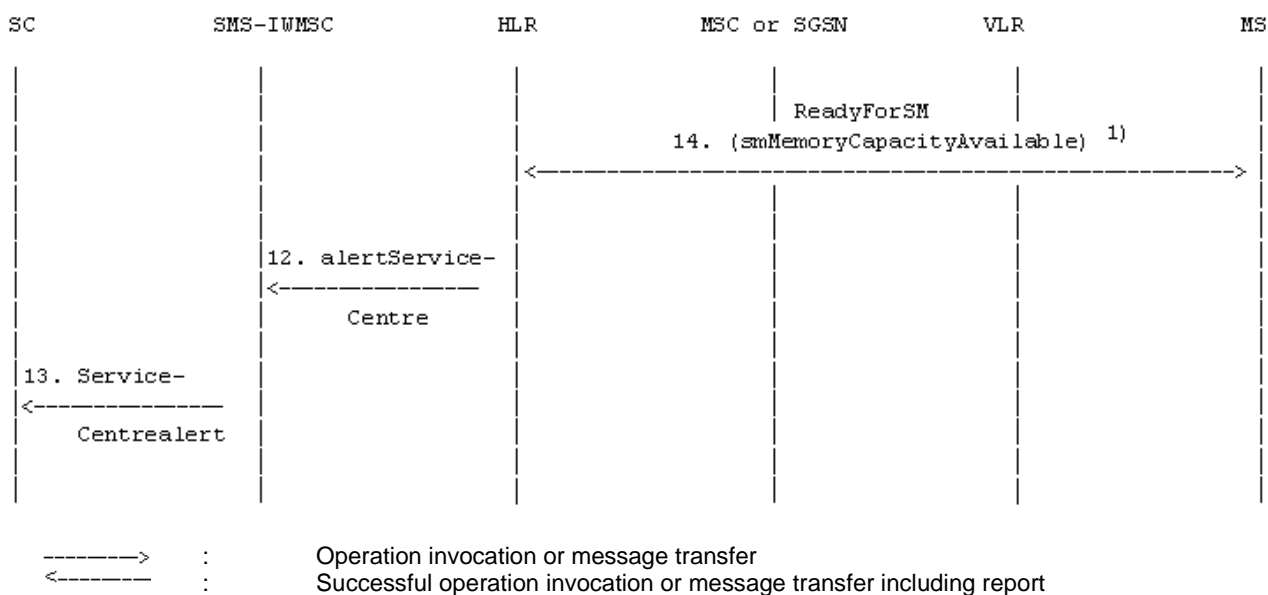 SC SMS-IWMSC HLR MSC or SGSN VLR MS
ReadyForSM
14. (smMemoryCapacityAvailable) 1)
12. alertService-
Centre
13. Service-
Centrealert
: Operation invocation or message transfer
: Successful operation invocation or message transfer including report